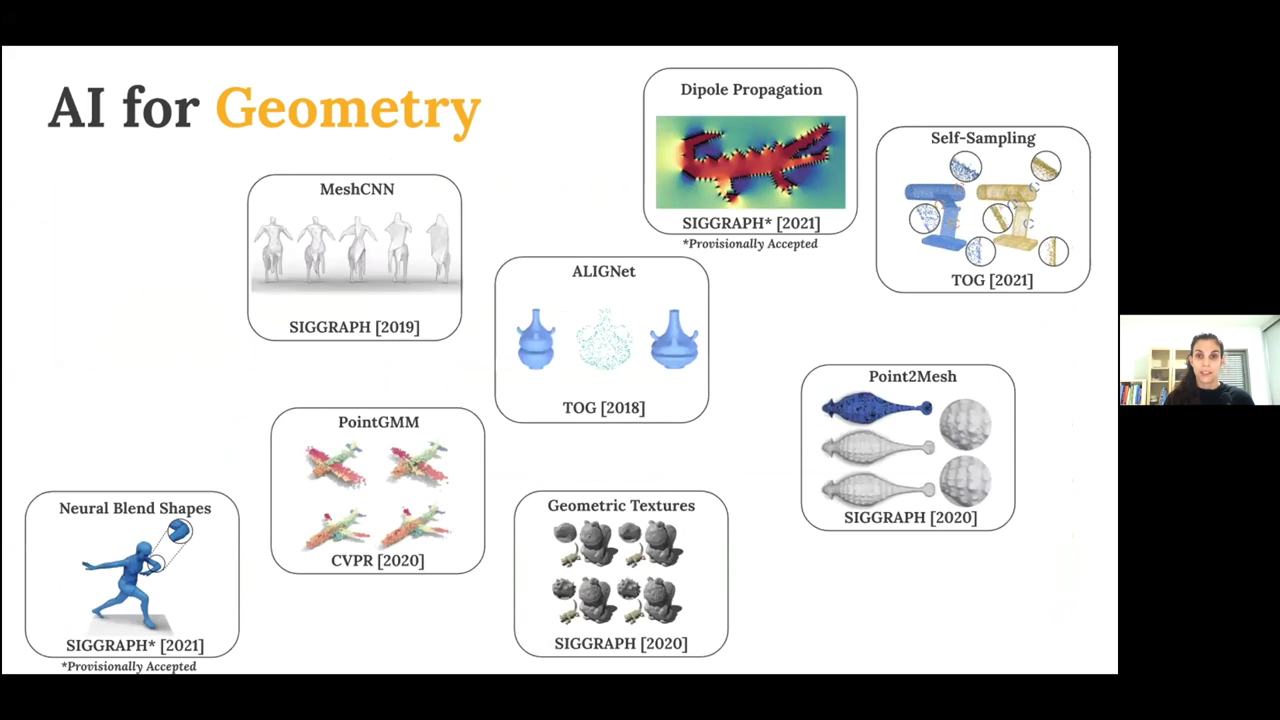 AI for Geometry
Dipole Propagation
SIGGRAPH* [2021]
*Provisionally Accepted
Self-Sampling
TOG [2021]
MeshCNN
SIGGRAPH [2019]
ALIGNet
TOG [2018]
Point2Mesh
SIGGRAPH [2020]
PointGMM
CVPR [2020]
Geometric Textures
SIGGRAPH [2020]
Neural Blend Shapes
SIGGRAPH* [2021]
*Provisionally Accepted